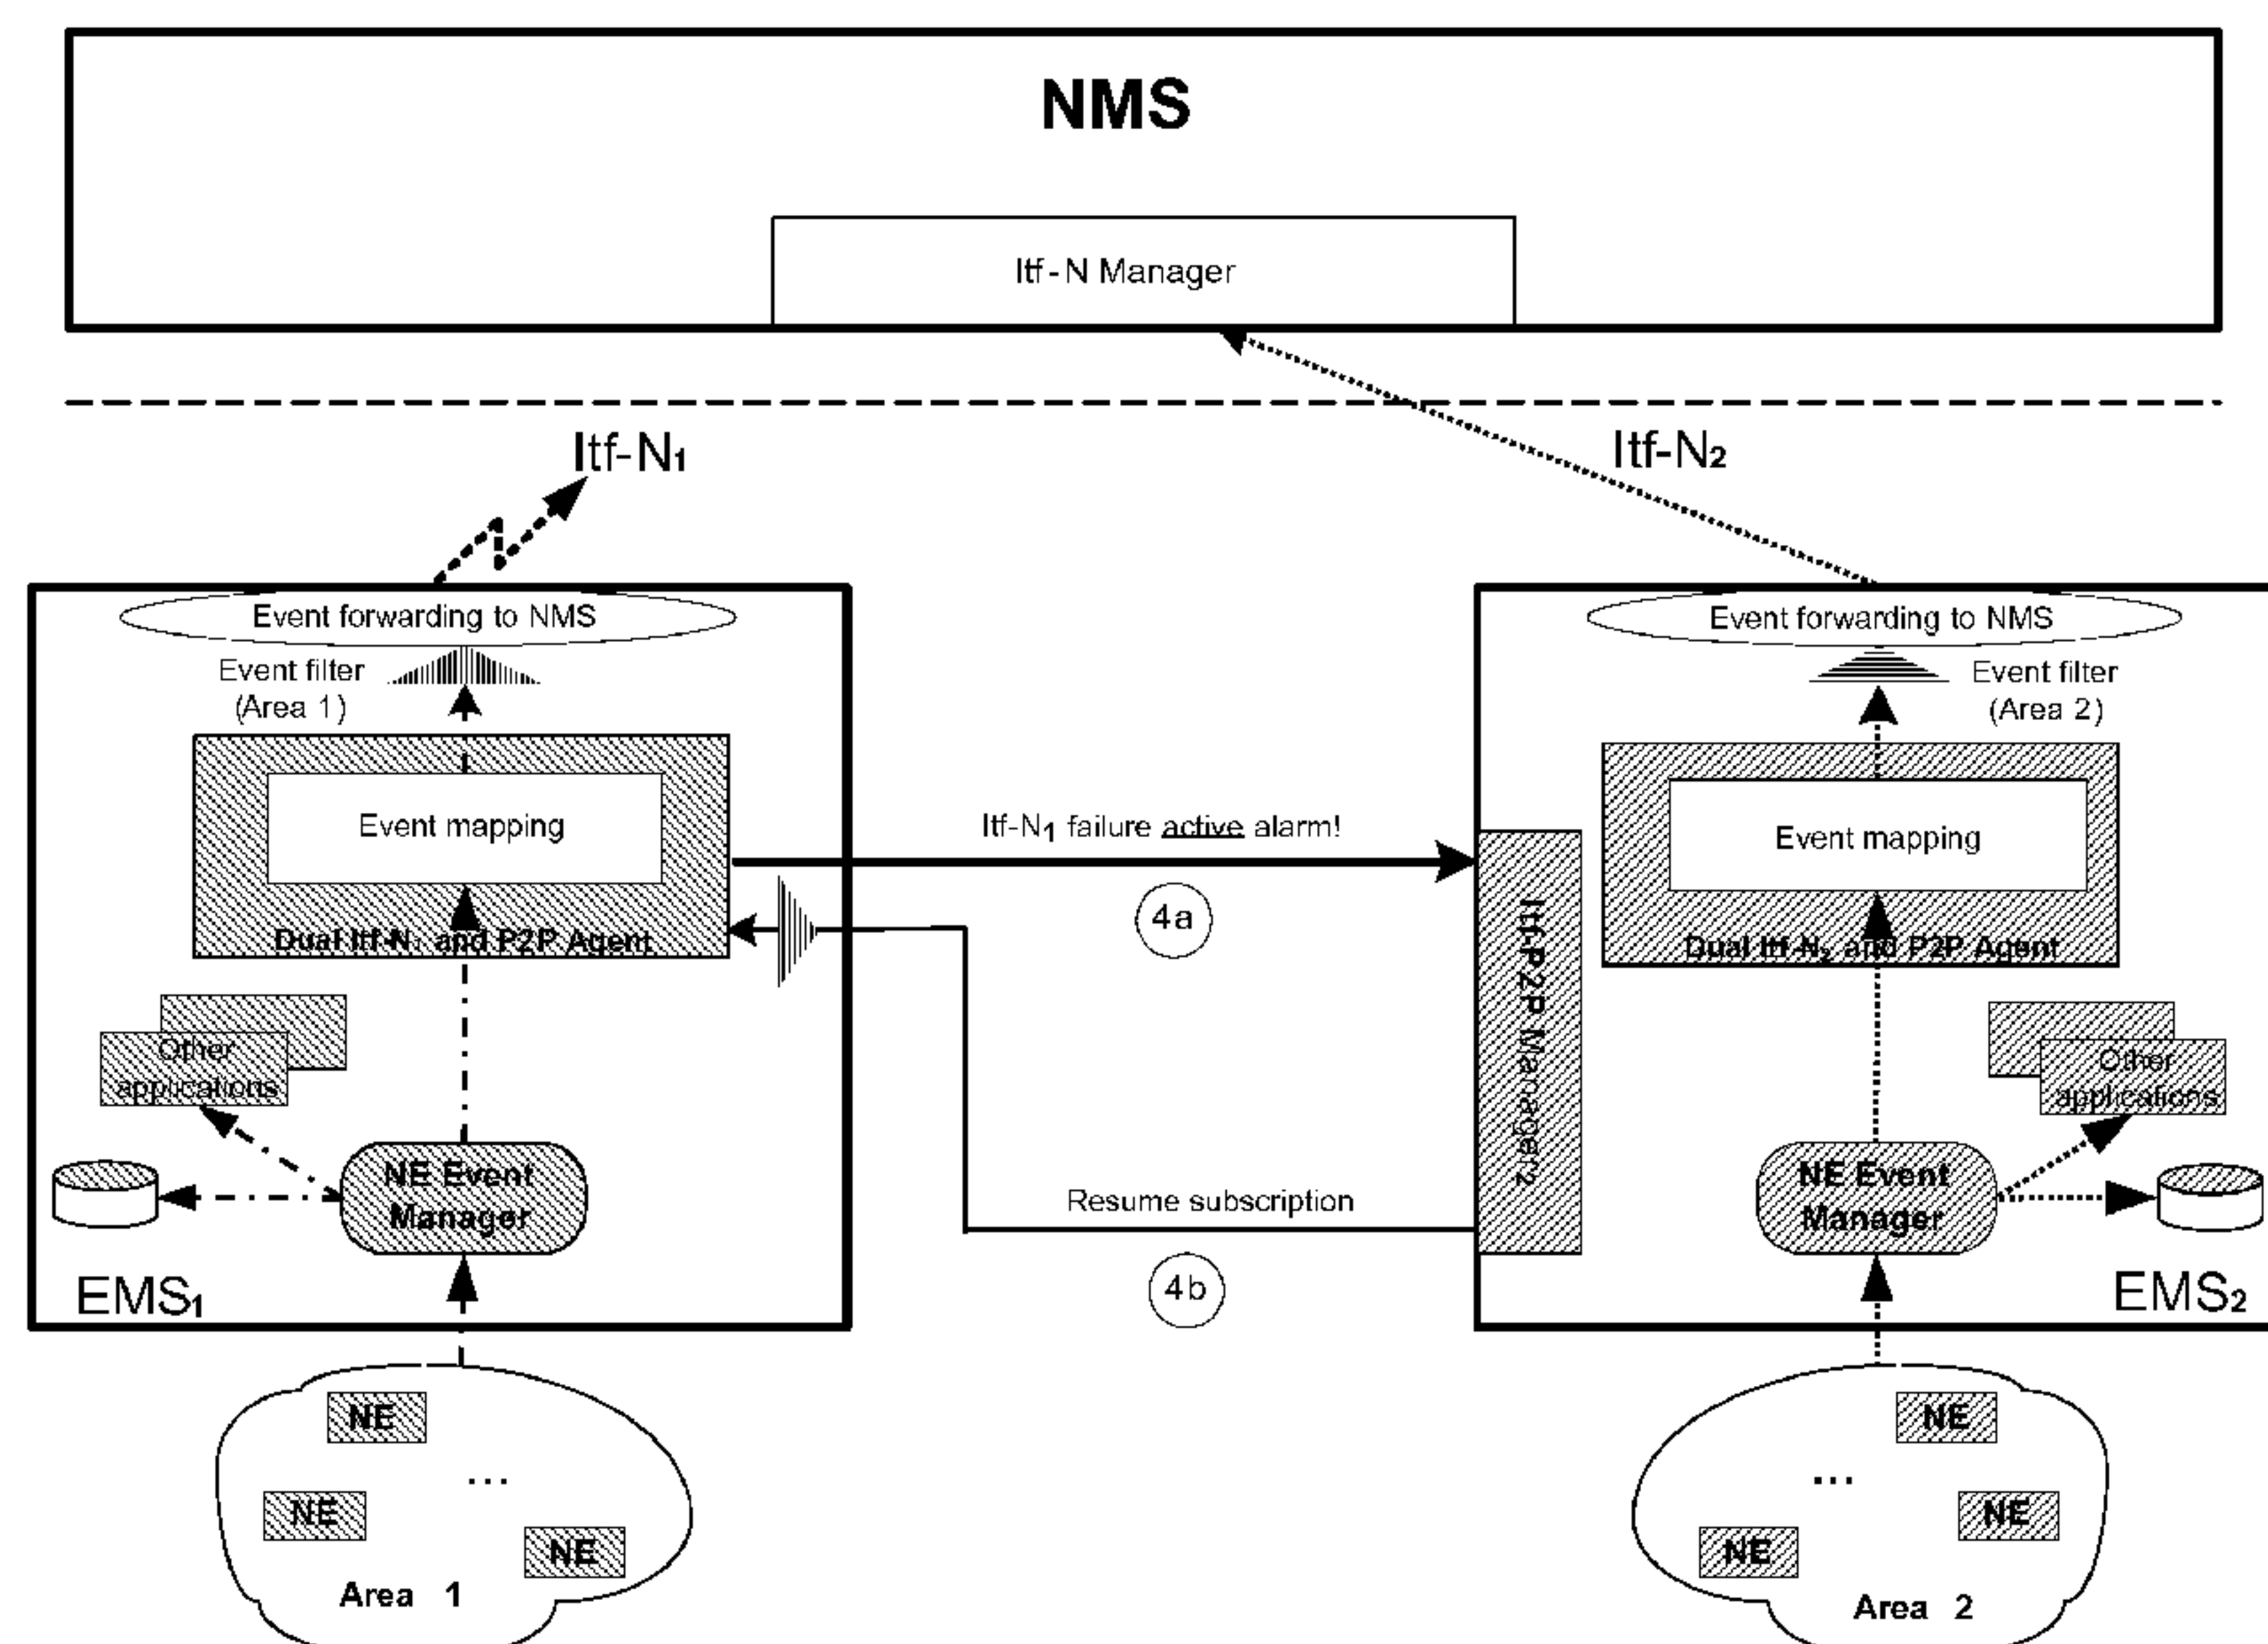 NMS
Itf-N Manager
Itf-N1
Itf-N2
Event forwarding to NMS
Event filter
(Area 1)
Event mapping
Dual Itf-N1 and P2P Agent
Other
applications
NE Event
Manager
EMS1
Itf-N1 failure active alarm!
4a
Resume subscription
4b
Event forwarding to NMS
Event filter
(Area 2)
Event mapping
Dual Itf-N2 and P2P Agent
Itf-P2P Manager2
Other
applications
NE Event
Manager
EMS2
NE
...
NE
NE
Area 1
NE
...
NE
NE
Area 2